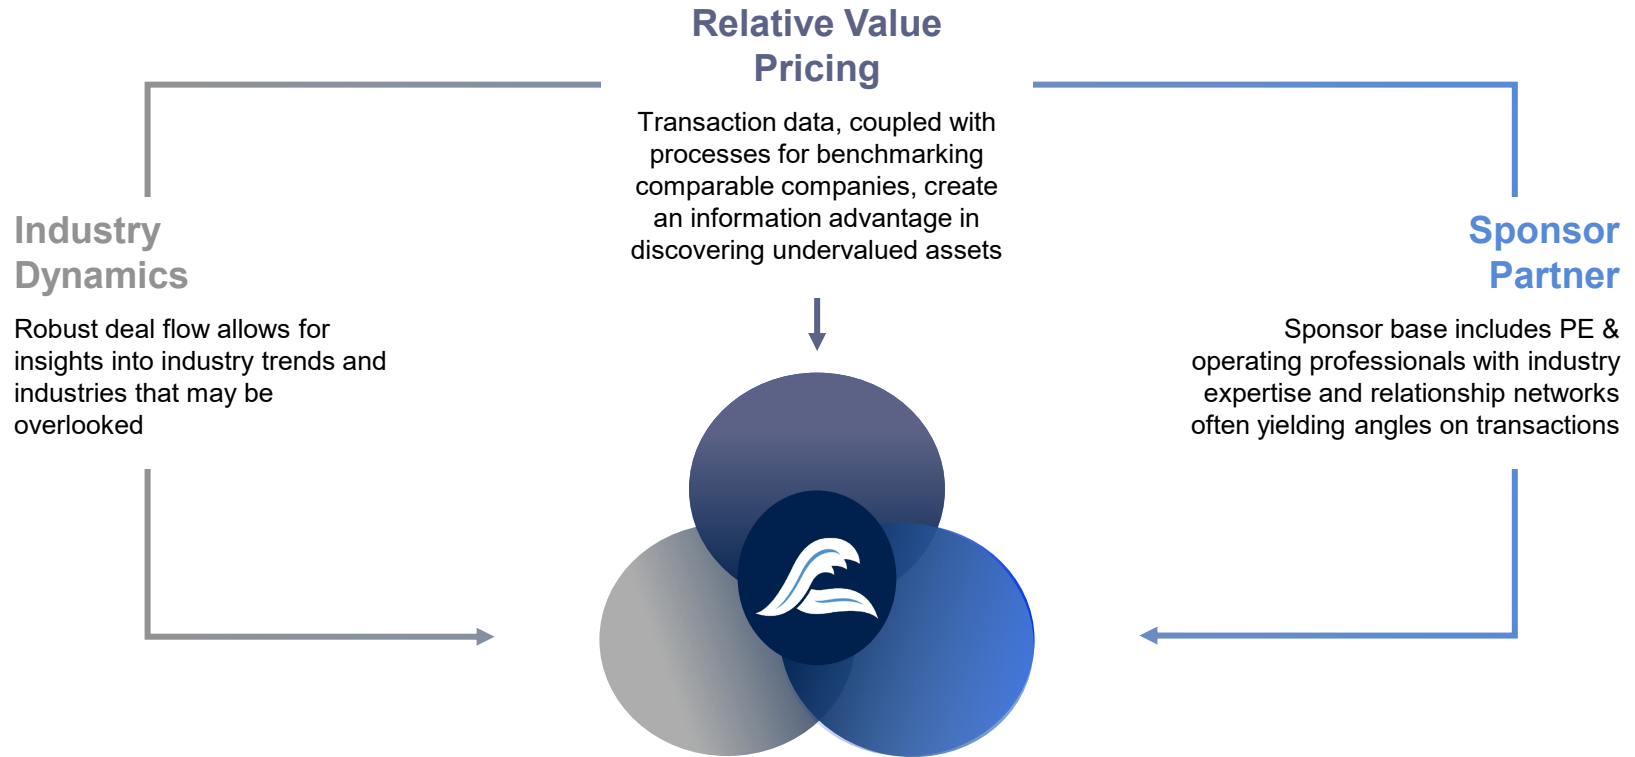 Relative Value
Pricing
Transaction data, coupled with
processes for benchmarking
comparable companies, create
an information advantage in
discovering undervalued assets
Industry
Dynamics
Robust deal flow allows for
insights into industry trends and
industries that may be
overlooked
Sponsor
Partner
Sponsor base includes PE &
operating professionals with industry
expertise and relationship networks
often yielding angles on transactions